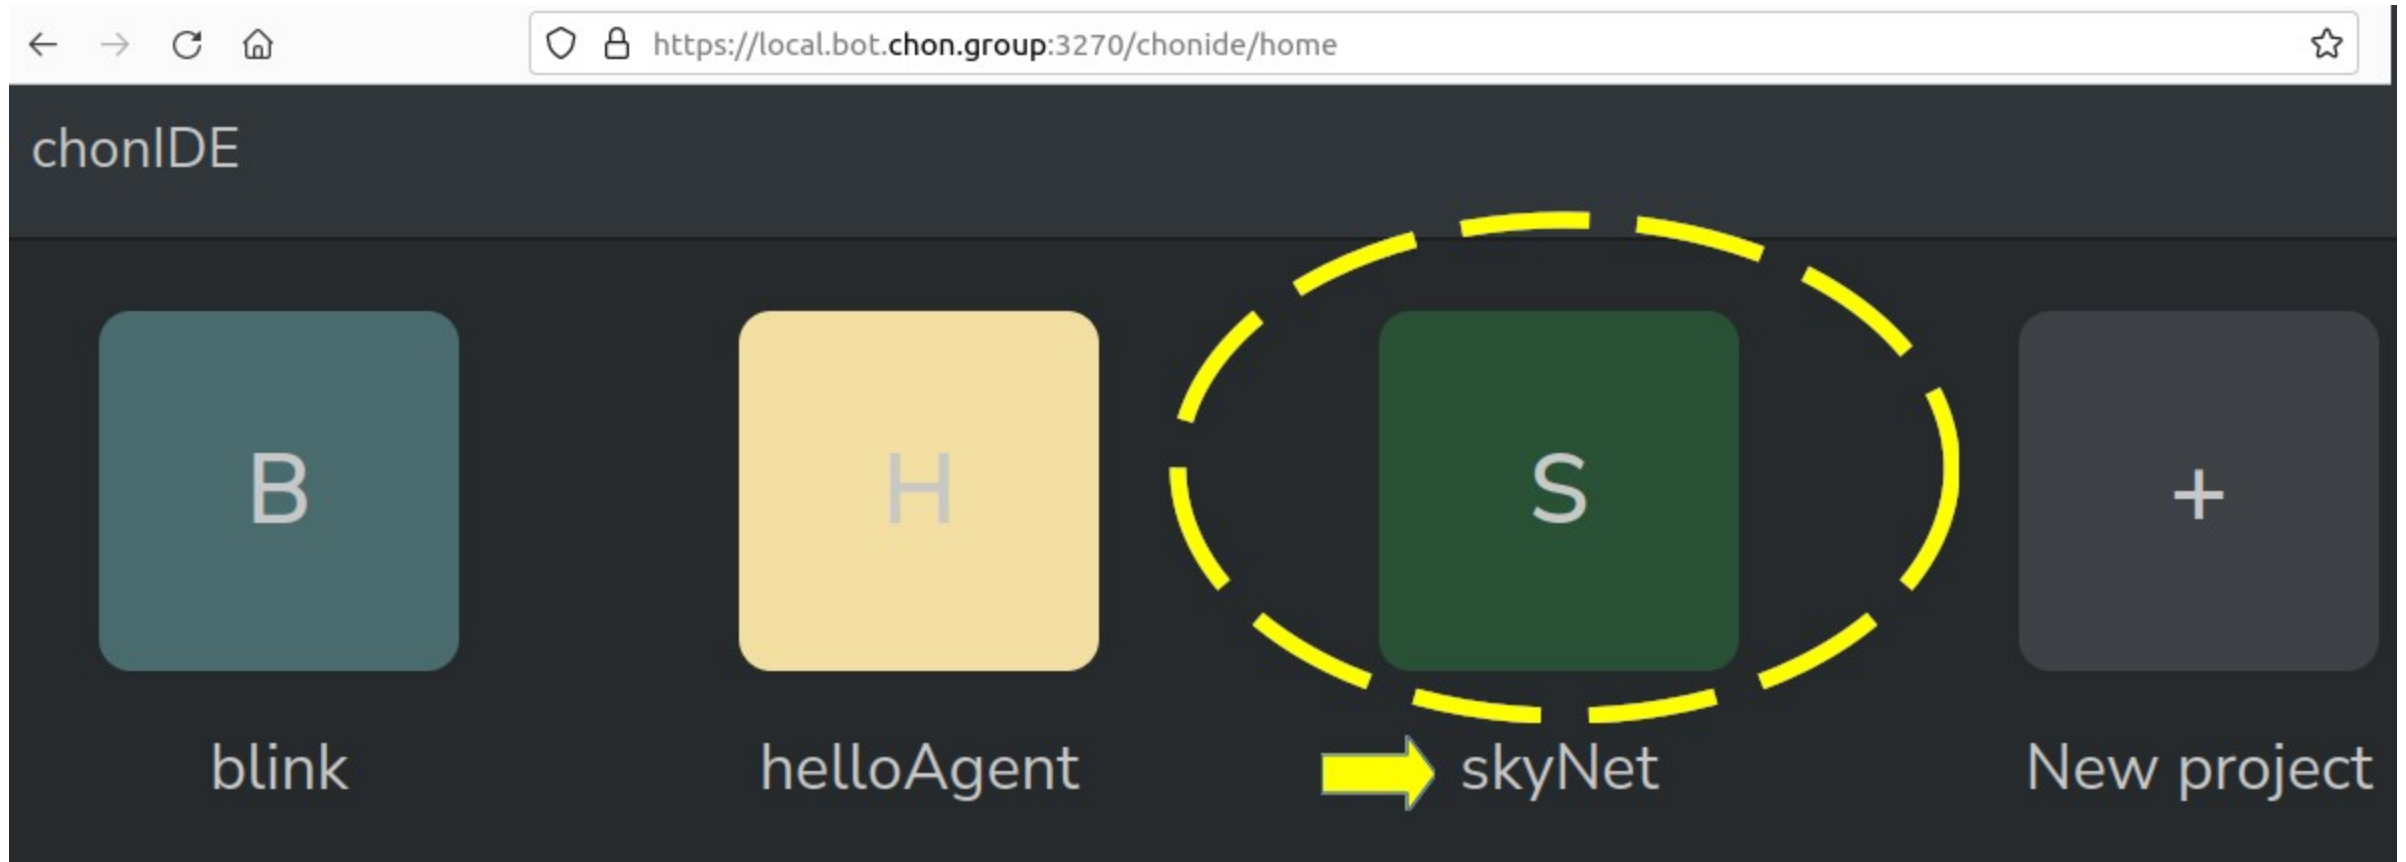 https://local.bot.chon.group:3270/chonide/home
chonIDE
B H S +
blink helloAgent skyNet New project